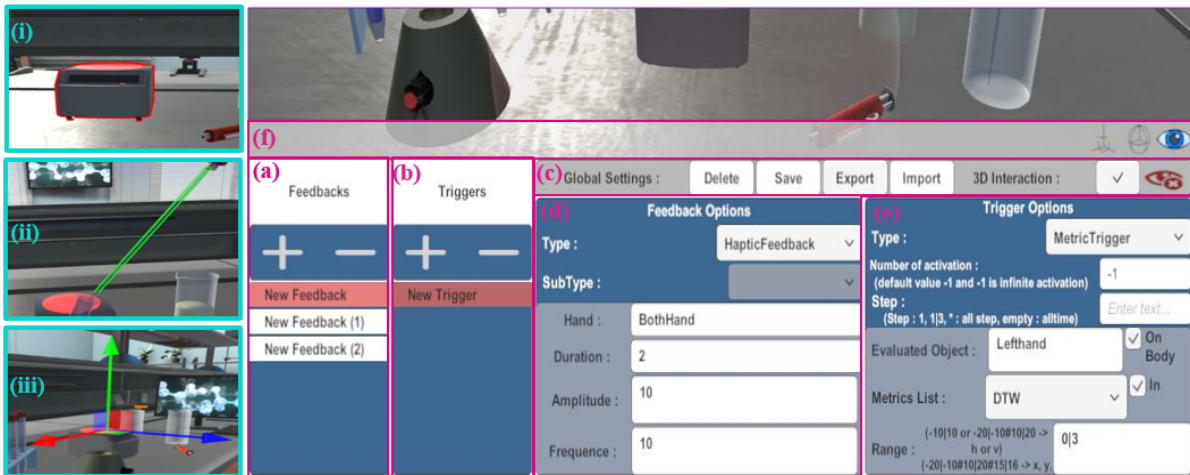 (i)
(ii)
(iii)
(f)
(a)
Feedbacks
New Feedback
New Feedback (1)
New Feedback (2)
(b)
Triggers
New Trigger
(c) Global Settings : Delete Save Export Import 3D Interaction :
(d)
Feedback Options
Type : HapticFeedback
SubType :
Hand : BothHand
Duration : 2
Amplitude : 10
Frequence : 10
(e)
Trigger Options
Type : MetricTrigger
Number of activation :
(default value -1 and -1 is infinite activation)
-1
Step :
(Step : 1, 1|3, * : all step, empty : alltime)
Enter text...
Evaluated Object : Lefthand On Body
Metrics List : DTW In
(-10|10 or -20|-10#10|20 ->
Range : h or v) 0|3
(-20|-10#10|20#15|16 -> x, y,